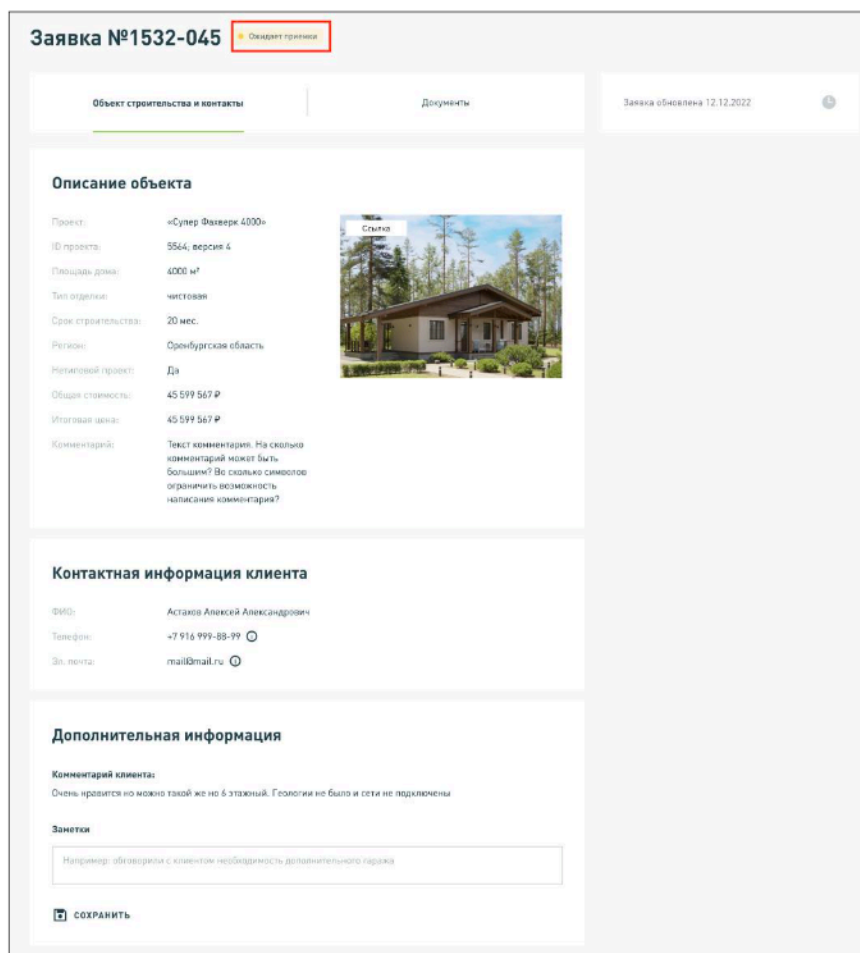 Заявка №1532-045
Ожидает приемки
Объект строительства и контакты
Документы
Заявка обновлена 12.12.2022
Описание объекта
Проект: «Супер Фахверк 4000»
ID проекта: 5564, версия 4
Площадь дома: 4000 м²
Тип отделки: чистовая
Срок строительства: 20 мес.
Регион: Оренбургская область
Нетиповой проект: Да
Общая стоимость: 45 599 567 ₽
Итоговая цена: 45 599 567 ₽
Комментарий: Текст комментария. На сколько
комментарий может быть
большим? Во сколько символов
ограничить возможность
написания комментария?
Ссылка
Контактная информация клиента
ФИО: Астахов Алексей Александрович
Телефон: +7 916 999-88-99
Эл. почта: mail@mail.ru
Дополнительная информация
Комментарий клиента:
Очень нравится но можно такой же но 6 этажный. Геологии не было и сети не подключены
Заметки
Например: обговорили с клиентом необходимость дополнительного гаража
СОХРАНИТЬ